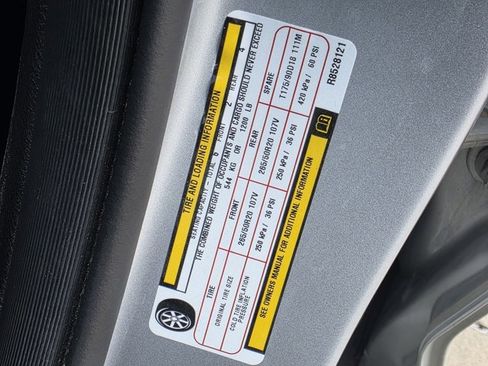 TIRE AND LOADING INFORMATION
SEATING CAPACITY - TOTAL 6 FRONT 2 REAR 4
THE COMBINED WEIGHT OF OCCUPANTS AND CARGO SHOULD NEVER EXCEED
544 KG OR 1200 LB
TIRE FRONT REAR SPARE
ORIGINAL TIRE SIZE 265/50R20 107V 265/50R20 107V T175/90D18 111M
COLD TIRE INFLATION PRESSURE 250 kPa / 36 PSI 250 kPa / 36 PSI 420 kPa / 60 PSI
SEE OWNERS MANUAL FOR ADDITIONAL INFORMATION
R8528121